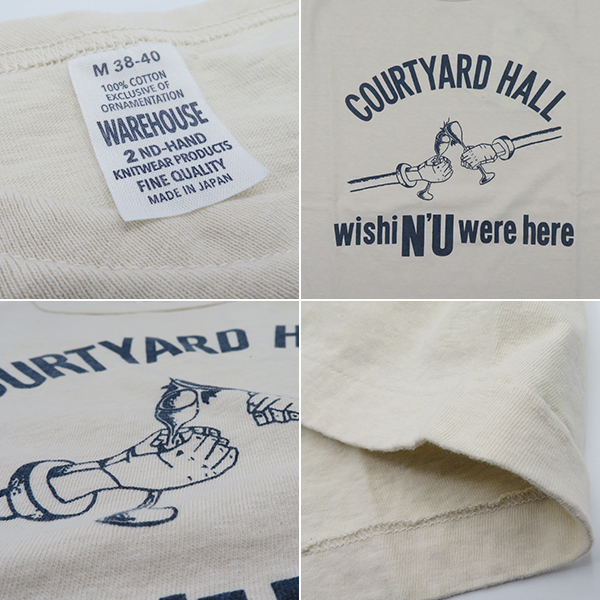 M 38-40
100% COTTON
EXCLUSIVE OF
ORNAMENTATION
WAREHOUSE
2 ND-HAND
KNITWEAR PRODUCTS
FINE QUALITY
MADE IN JAPAN
COURTYARD HALL
wishi N'U were here
OURTYARD H
N'U